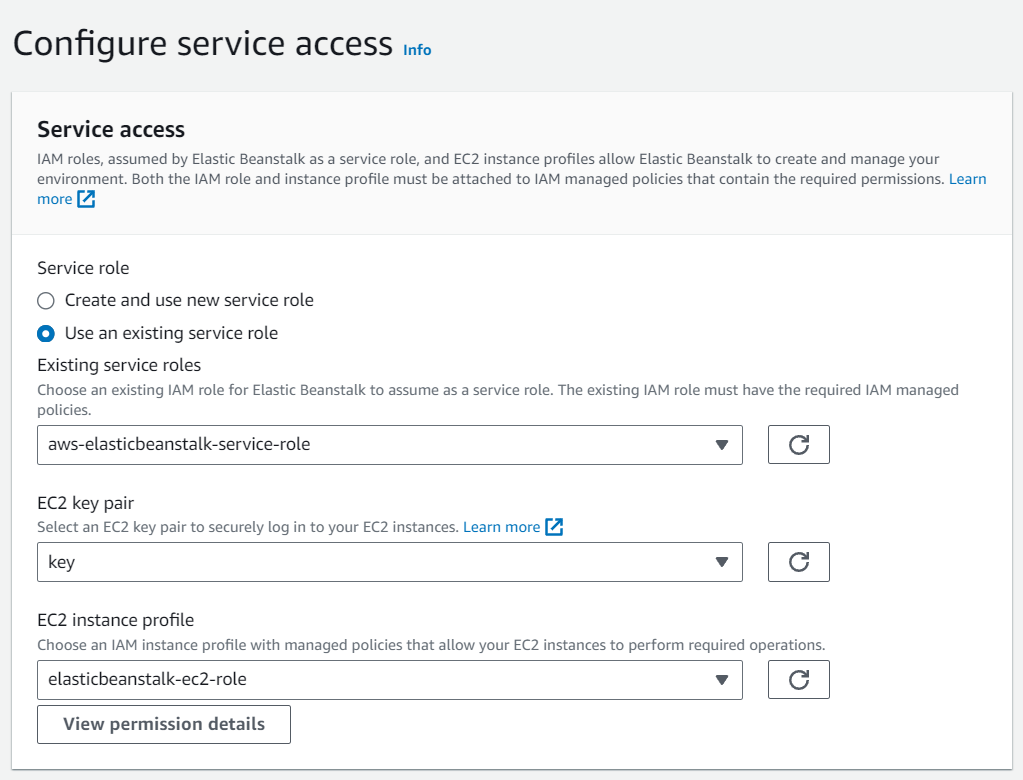 Configure service access Info
Service access
IAM roles, assumed by Elastic Beanstalk as a service role, and EC2 instance profiles allow Elastic Beanstalk to create and manage your
environment. Both the IAM role and instance profile must be attached to IAM managed policies that contain the required permissions. Learn
more
Service role
Create and use new service role
Use an existing service role
Existing service roles
Choose an existing IAM role for Elastic Beanstalk to assume as a service role. The existing IAM role must have the required IAM managed
policies.
aws-elasticbeanstalk-service-role
EC2 key pair
Select an EC2 key pair to securely log in to your EC2 instances. Learn more
key
EC2 instance profile
Choose an IAM instance profile with managed policies that allow your EC2 instances to perform required operations.
elasticbeanstalk-ec2-role
View permission details